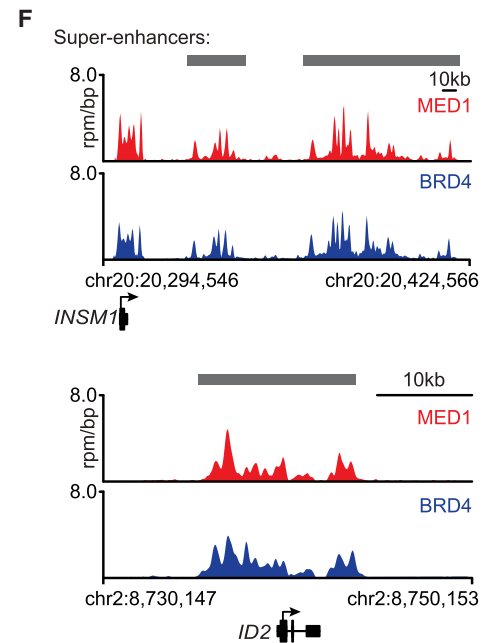 F
Super-enhancers:
8.0
10kb
MED1
rpm/bp
8.0
BRD4
chr20:20,294,546 chr20:20,424,566
INSM1
8.0
10kb
MED1
rpm/bp
8.0
BRD4
chr2:8,730,147 chr2:8,750,153
ID2